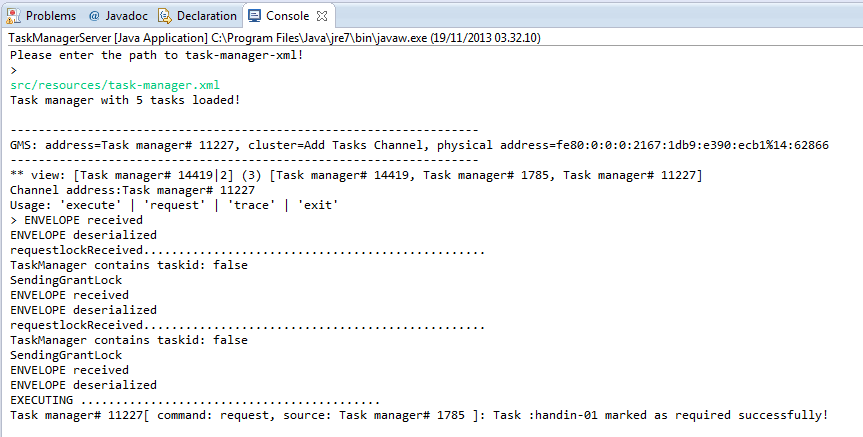 Problems @ Javadoc Declaration Console
TaskManagerServer [Java Application] C:\Program Files\Java\jre7\bin\javaw.exe (19/11/2013 03.32.10)
Please enter the path to task-manager-xml!
>
src/resources/task-manager.xml
Task manager with 5 tasks loaded!
-------------------------------------------------------------------
GMS: address=Task manager# 11227, cluster=Add Tasks Channel, physical address=fe80:0:0:0:2167:1db9:e390:ecb1%14:62866
-------------------------------------------------------------------
** view: [Task manager# 14419|2] (3) [Task manager# 14419, Task manager# 1785, Task manager# 11227]
Channel address:Task manager# 11227
Usage: 'execute' | 'request' | 'trace' | 'exit'
> ENVELOPE received
ENVELOPE deserialized
requestlockReceived.................................................
TaskManager contains taskid: false
SendingGrantLock
ENVELOPE received
ENVELOPE deserialized
requestlockReceived.................................................
TaskManager contains taskid: false
SendingGrantLock
ENVELOPE received
ENVELOPE deserialized
EXECUTING ...........................................
Task manager# 11227[ command: request, source: Task manager# 1785 ]: Task :handin-01 marked as required successfully!